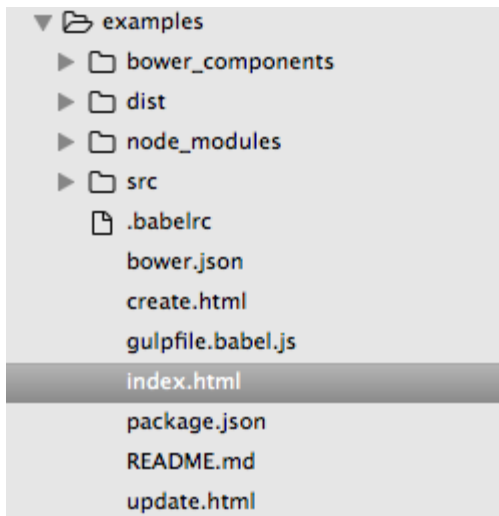 examples
bower_components
dist
node_modules
src
.babelrc
bower.json
create.html
gulpfile.babel.js
index.html
package.json
README.md
update.html